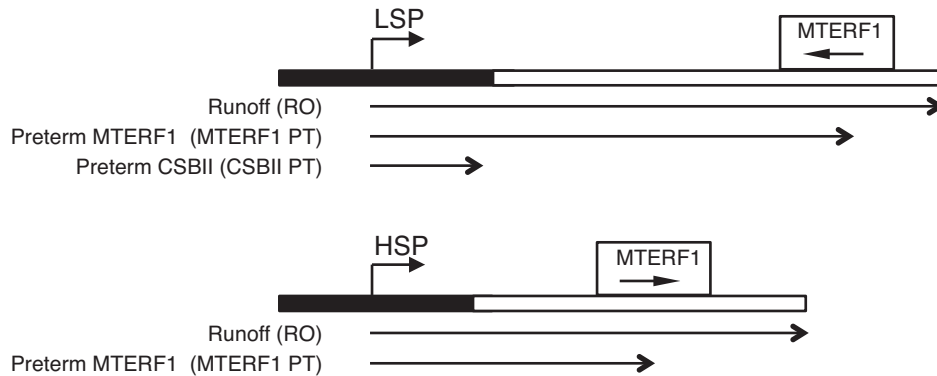 LSP
MTERF1
Runoff (RO)
Preterm MTERF1 (MTERF1 PT)
Preterm CSBII (CSBII PT)
HSP
MTERF1
Runoff (RO)
Preterm MTERF1 (MTERF1 PT)